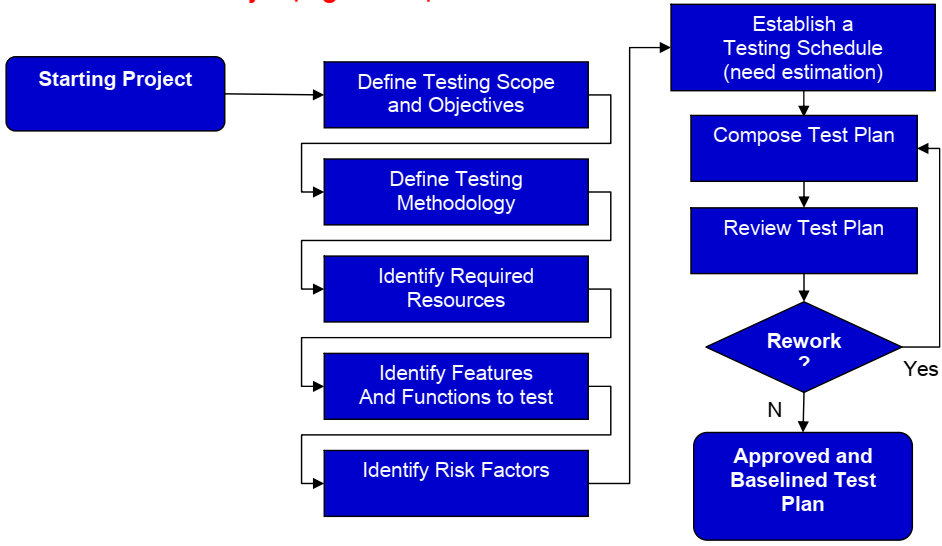 Starting Project
Define Testing Scope
and Objectives
Define Testing
Methodology
Identify Required
Resources
Identify Features
And Functions to test
Identify Risk Factors
Establish a
Testing Schedule
(need estimation)
Compose Test Plan
Review Test Plan
Rework
?
Yes
N
Approved and
Baselined Test
Plan